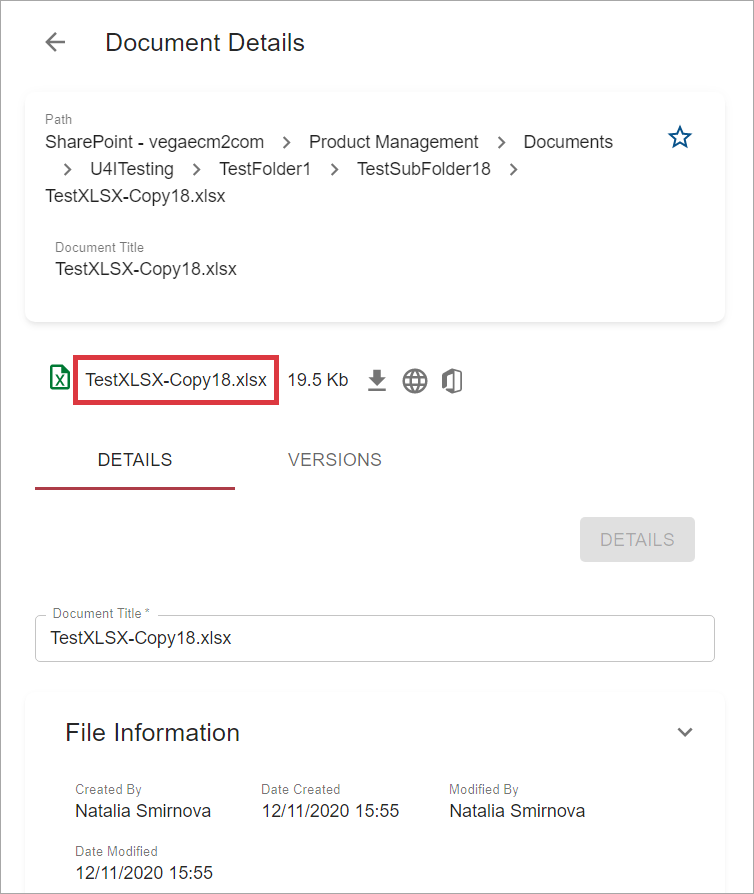 Document Details
Path
SharePoint - vegaecm2com > Product Management > Documents
> U4ITesting > TestFolder1 > TestSubFolder18 >
TestXLSX-Copy18.xlsx
Document Title
TestXLSX-Copy18.xlsx
TestXLSX-Copy18.xlsx 19.5 Kb
DETAILS VERSIONS
DETAILS
Document Title *
TestXLSX-Copy18.xlsx
File Information
Created By Date Created Modified By
Natalia Smirnova 12/11/2020 15:55 Natalia Smirnova
Date Modified
12/11/2020 15:55